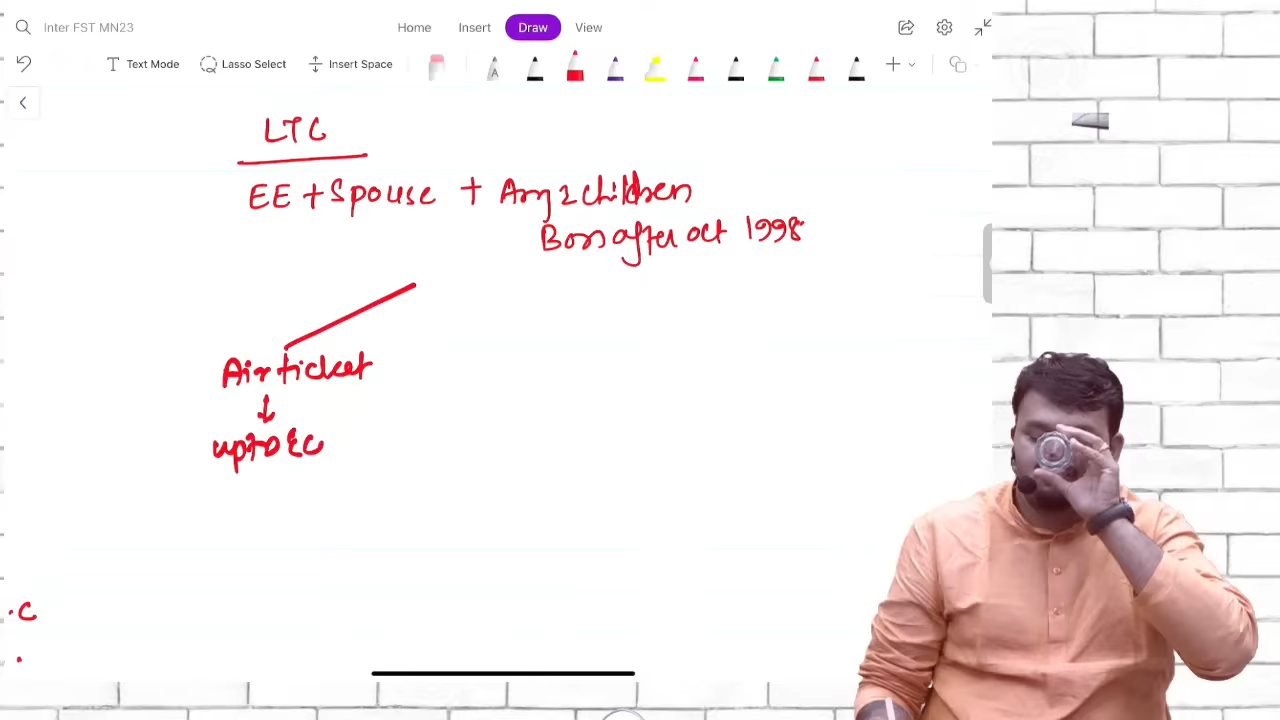 Inter FST MN23
Home Insert Draw View
Text Mode Lasso Select Insert Space
LTC
EE + Spouse + Any 2 children
Born after oct 1998
Air ticket
upto EC
.C